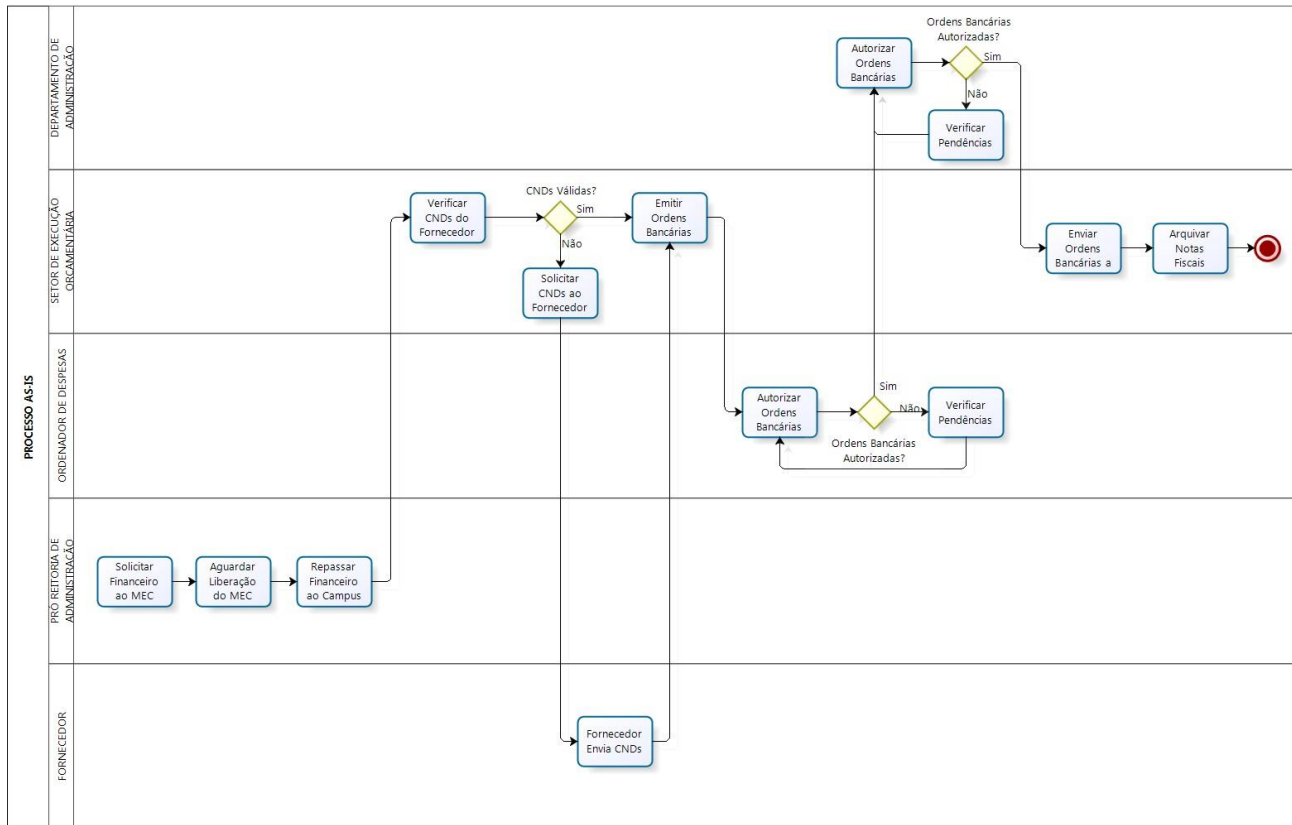 PROCESSO AS-IS
DEPARTAMENTO DE
ADMINISTRAÇÃO
Autorizar
Ordens
Bancárias
Ordens Bancárias
Autorizadas?
Sim
Não
Verificar
Pendências
SETOR DE EXECUÇÃO
ORÇAMENTÁRIA
Verificar
CNDs do
Fornecedor
CNDs Válidas?
Sim
Não
Solicitar
CNDs ao
Fornecedor
Emitir
Ordens
Bancárias
Enviar
Ordens
Bancárias a
Arquivar
Notas
Fiscais
ORDENADOR DE DESPESAS
Autorizar
Ordens
Bancárias
Sim
Não
Ordens Bancárias
Autorizadas?
Verificar
Pendências
PRÓ REITORIA DE
ADMINISTRAÇÃO
Solicitar
Financeiro
ao MEC
Aguardar
Liberação
do MEC
Repassar
Financeiro
ao Campus
FORNECEDOR
Fornecedor
Envia CNDs